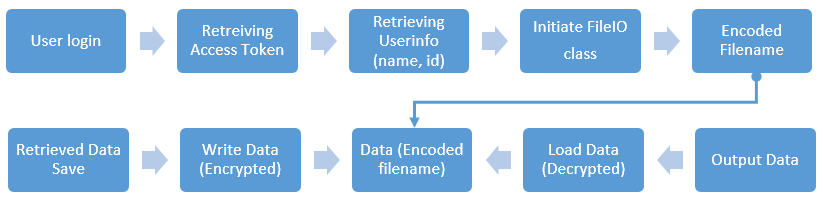 User login
Retreiving
Access Token
Retrieving
Userinfo
(name, id)
Initiate FileIO
class
Encoded
Filename
Retrieved Data
Save
Write Data
(Encrypted)
Data (Encoded
filename)
Load Data
(Decrypted)
Output Data